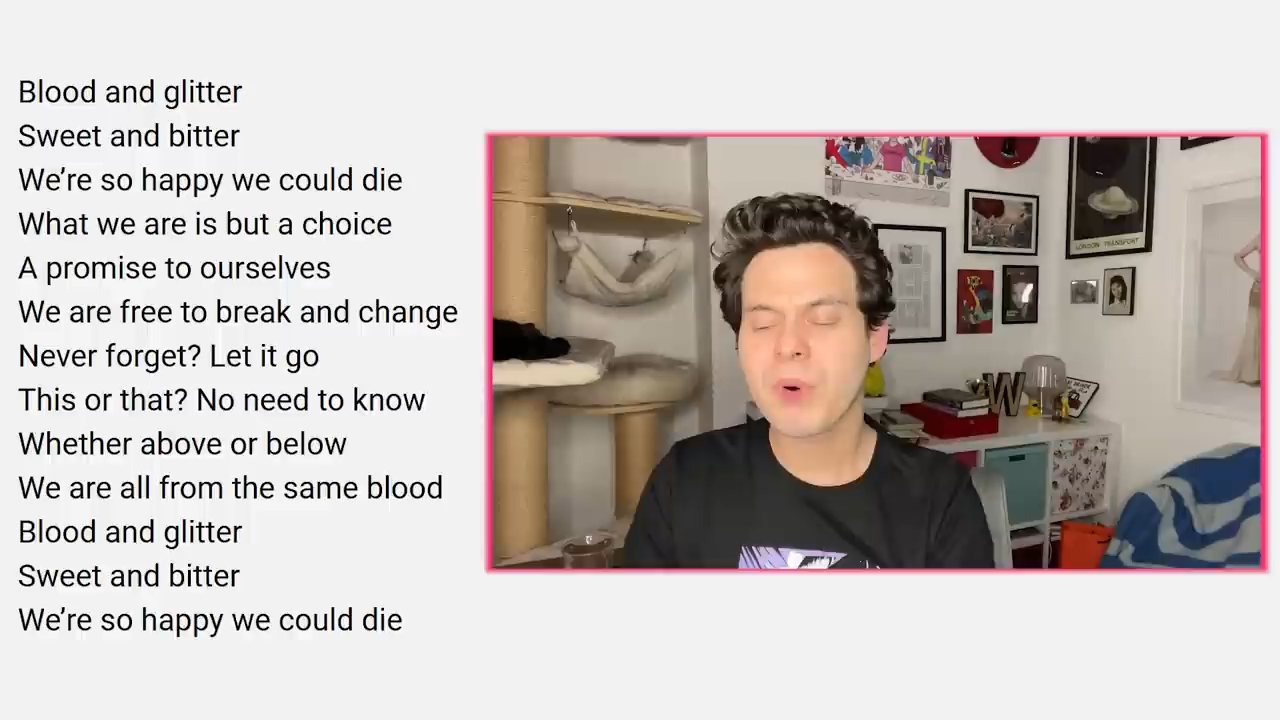 Blood and glitter
Sweet and bitter
We’re so happy we could die
What we are is but a choice
A promise to ourselves
We are free to break and change
Never forget? Let it go
This or that? No need to know
Whether above or below
We are all from the same blood
Blood and glitter
Sweet and bitter
We’re so happy we could die
LONDON TRANSPORT
W